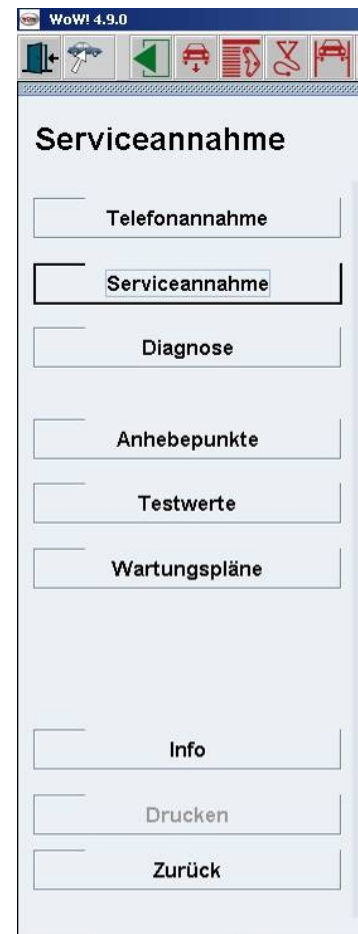 WoW! 4.9.0
Serviceannahme
Telefonannahme
Serviceannahme
Diagnose
Anhebepunkte
Testwerte
Wartungspläne
Info
Drucken
Zurück